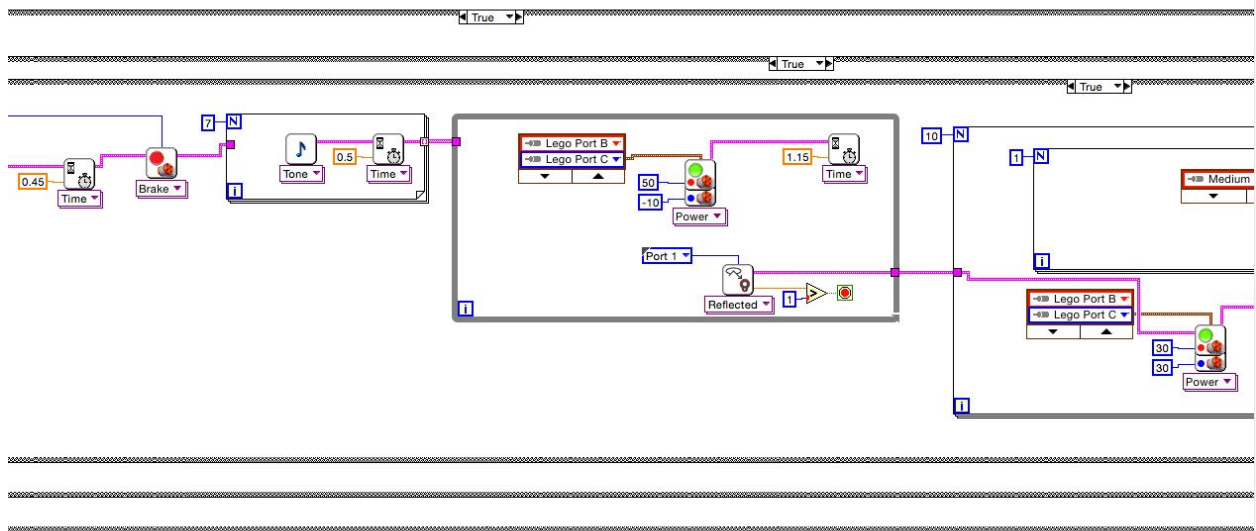 True
True
True
7 N
10 N
Lego Port B
Lego Port C
1 N
0.5
1.15
0.45
Tone
Time
Time
Medium
Time
Brake
50
-10
i
Power
Port 1
i
1 >
Reflected
i
Lego Port B
Lego Port C
30
30
Power
i